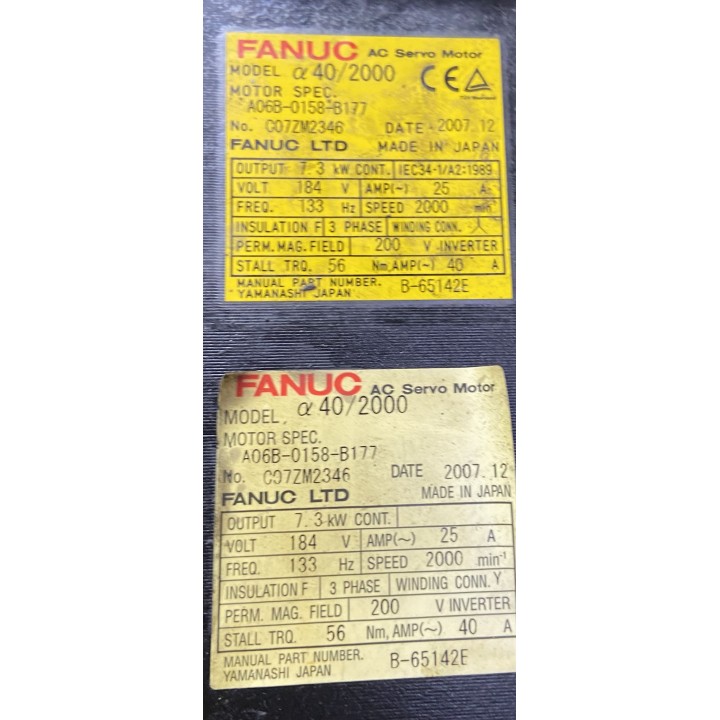 FANUC AC Servo Motor
MODEL α40/2000
MOTOR SPEC.
A06B-0158-B177
No. C07ZM2346 DATE 2007.12
FANUC LTD MADE IN JAPAN
OUTPUT 7.3 kW CONT. IEC34-1/A2:1989
VOLT 184 V AMP(~) 25 A
FREQ. 133 Hz SPEED 2000 min⁻¹
INSULATION F 3 PHASE WINDING CONN. Y
PERM. MAG. FIELD 200 V INVERTER
STALL TRQ. 56 Nm, AMP(~) 40 A
MANUAL PART NUMBER. B-65142E
YAMANASHI JAPAN
FANUC AC Servo Motor
MODEL α40/2000
MOTOR SPEC.
A06B-0158-B177
No. C07ZM2346 DATE 2007.12
FANUC LTD MADE IN JAPAN
OUTPUT 7.3 kW CONT.
VOLT 184 V AMP(~) 25 A
FREQ. 133 Hz SPEED 2000 min⁻¹
INSULATION F 3 PHASE WINDING CONN. Y
PERM. MAG. FIELD 200 V INVERTER
STALL TRQ. 56 Nm, AMP(~) 40 A
MANUAL PART NUMBER. B-65142E
YAMANASHI JAPAN